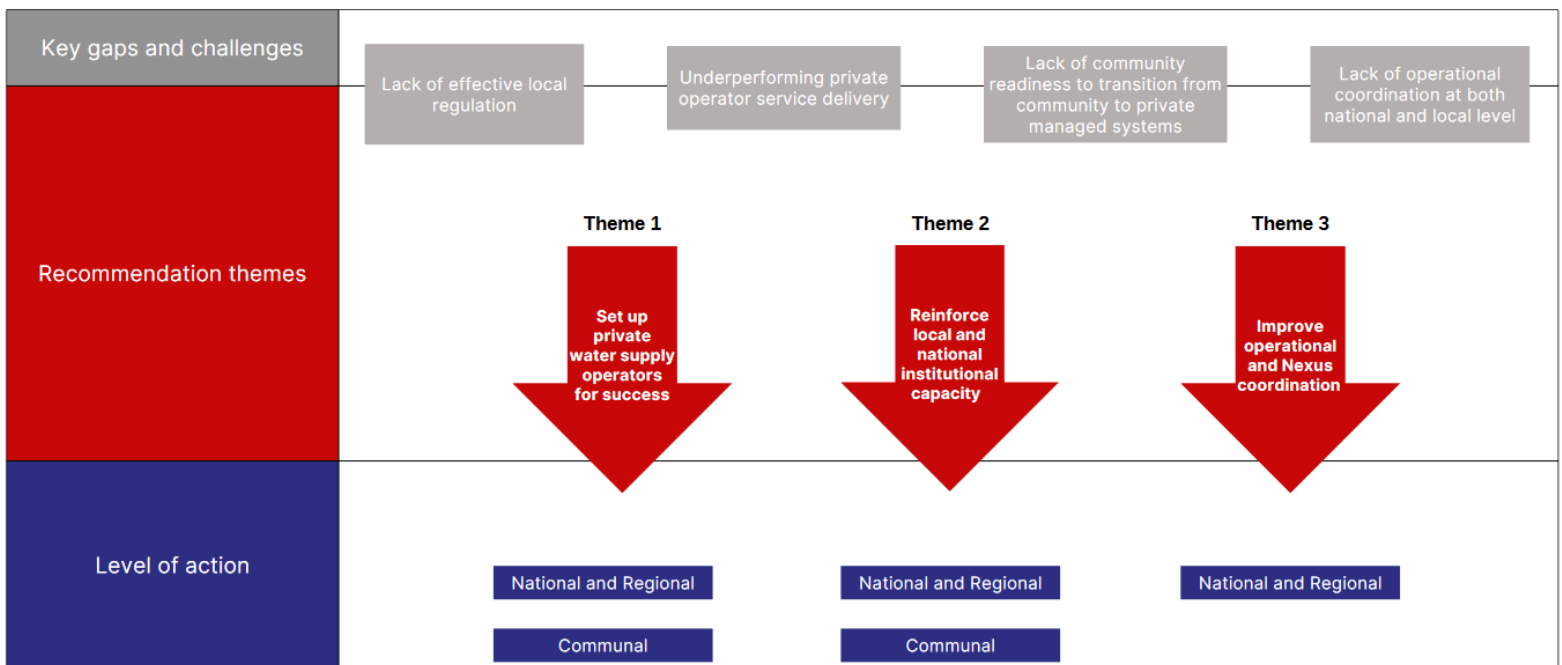 Key gaps and challenges
Lack of effective local
regulation
Underperforming private
operator service delivery
Lack of community
readiness to transition from
community to private
managed systems
Lack of operational
coordination at both
national and local level
Recommendation themes
Theme 1
Set up
private
water supply
operators
for success
Theme 2
Reinforce
local and
national
institutional
capacity
Theme 3
Improve
operational
and Nexus
coordination
Level of action
National and Regional
Communal
National and Regional
Communal
National and Regional